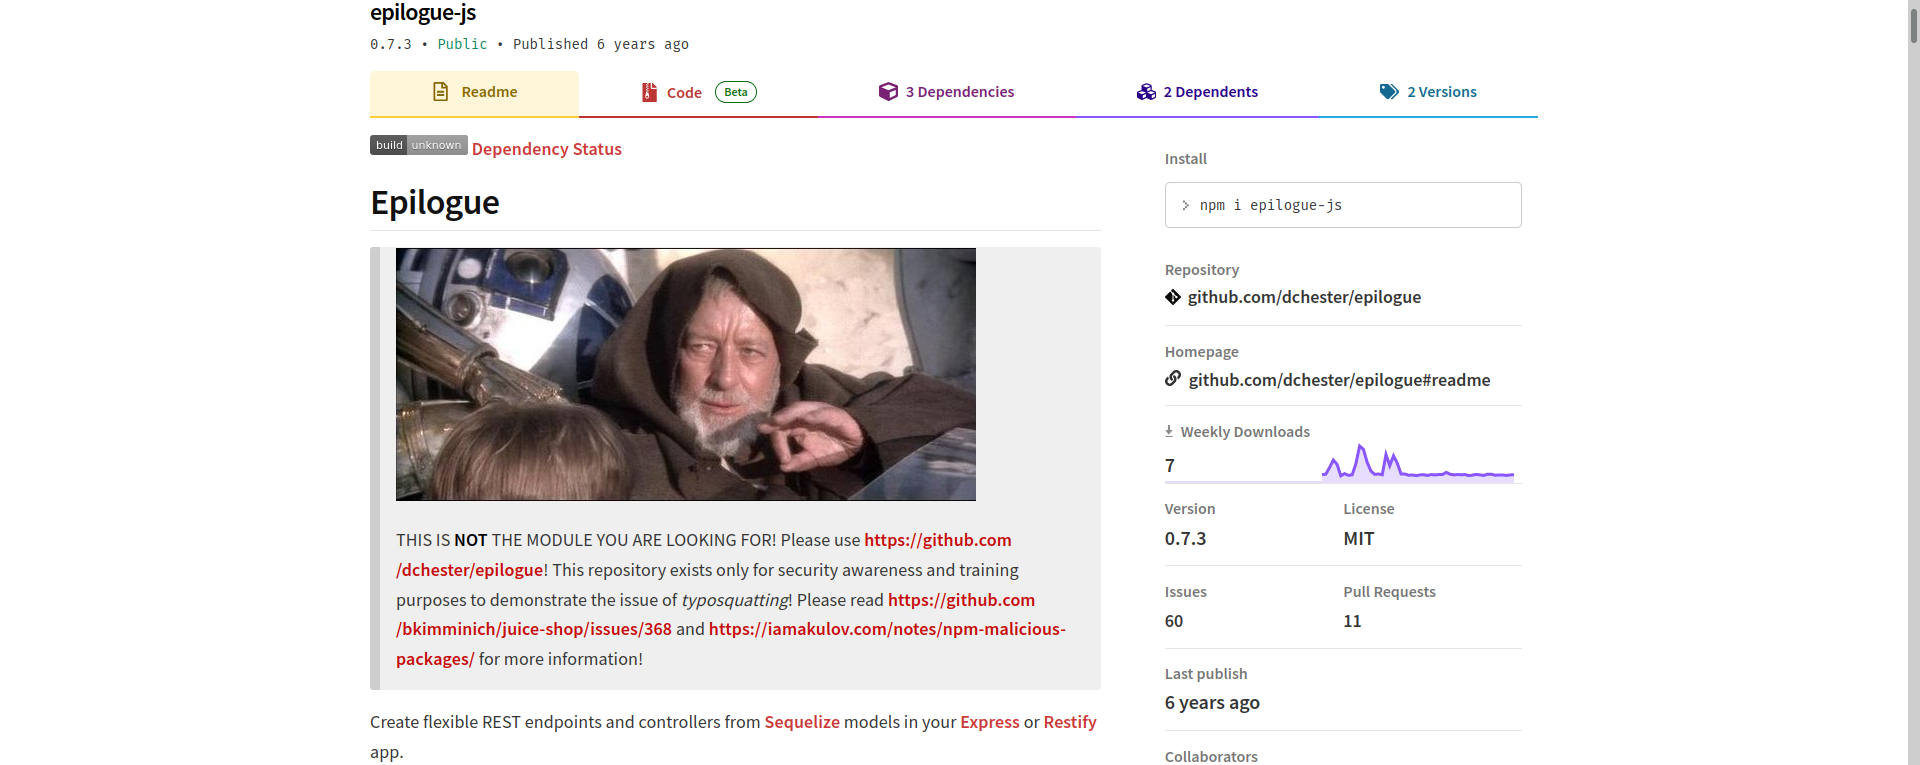 epilogue-js
0.7.3 • Public • Published 6 years ago
Readme
Code Beta
3 Dependencies
2 Dependents
2 Versions
build unknown Dependency Status
Epilogue
THIS IS NOT THE MODULE YOU ARE LOOKING FOR! Please use https://github.com
/dchester/epilogue! This repository exists only for security awareness and training
purposes to demonstrate the issue of typosquatting! Please read https://github.com
/bkimminich/juice-shop/issues/368 and https://iamakulov.com/notes/npm-malicious-
packages/ for more information!
Create flexible REST endpoints and controllers from Sequelize models in your Express or Restify
app.
Install
> npm i epilogue-js
Repository
github.com/dchester/epilogue
Homepage
github.com/dchester/epilogue#readme
Weekly Downloads
7
Version
0.7.3
License
MIT
Issues
60
Pull Requests
11
Last publish
6 years ago
Collaborators